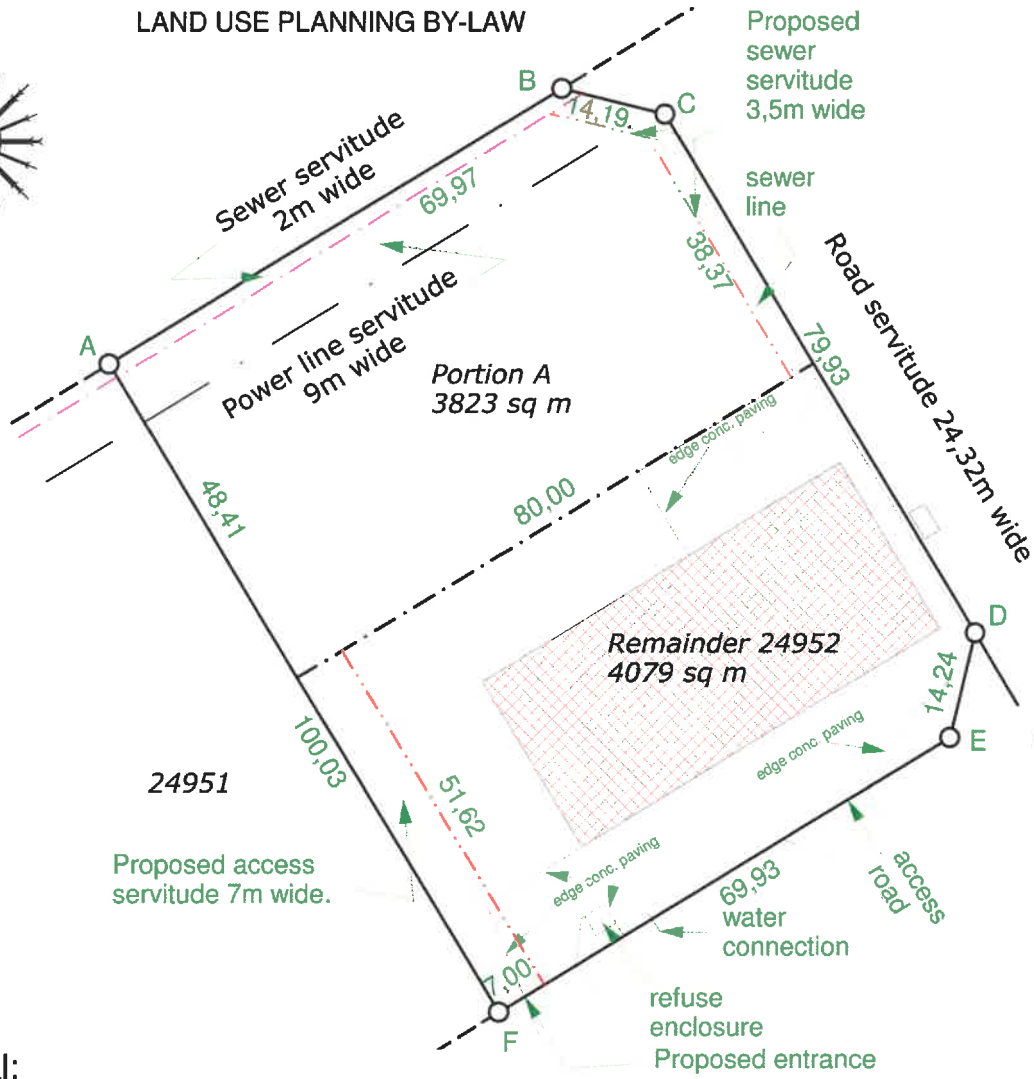 LAND USE PLANNING BY-LAW
Proposed
sewer
servitude
3,5m wide
B
C
14,19
Sewer servitude
2m wide
69,97
sewer
line
38,37
Road servitude 24,32m wide
79,93
A
Power line servitude
9m wide
Portion A
3823 sq m
edge conc. paving
48,41
80,00
Remainder 24952
4079 sq m
D
14,24
E
edge conc. paving
100,03
24951
51,62
Proposed access
servitude 7m wide.
edge conc. paving
69,93
access
road
water
connection
7,00
F
refuse
enclosure
Proposed entrance